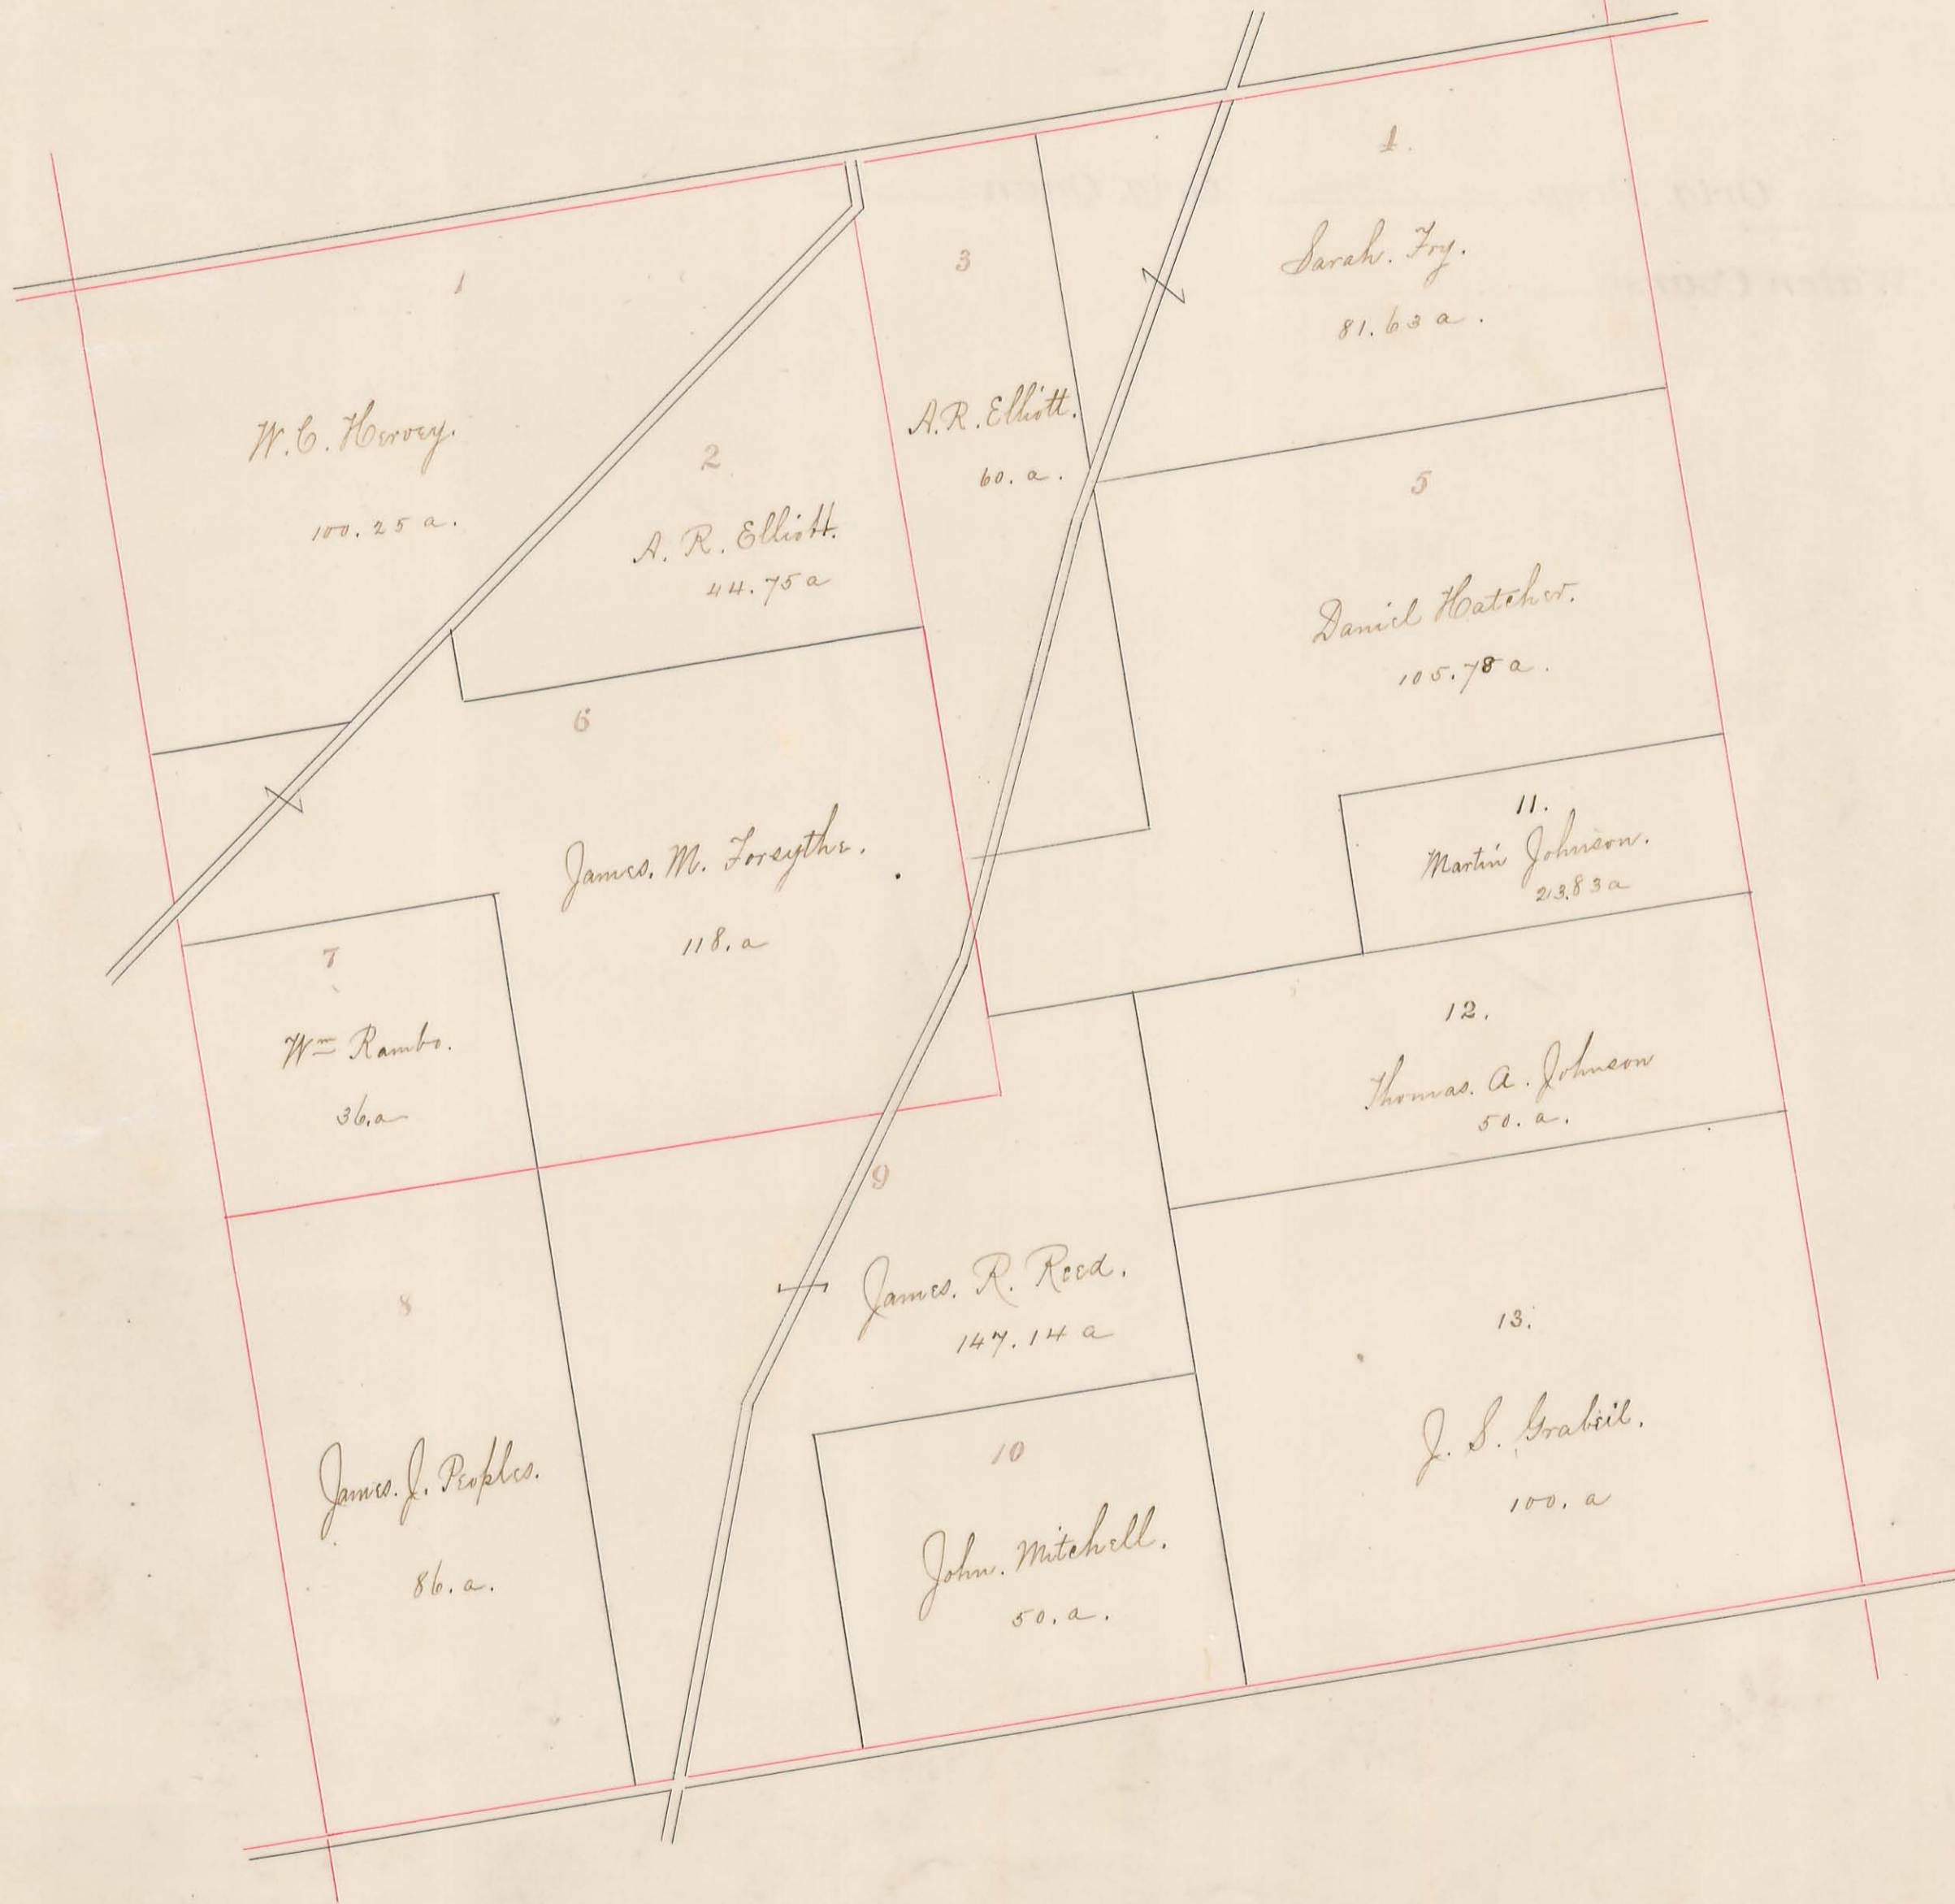 1
W. C. Hervey.
100.25 a.
2
A. R. Elliott.
44.75 a
3
A. R. Elliott.
60. a.
4.
Sarah. Fry.
81.63 a.
5
Daniel Hatcher.
105.78 a.
6
James. M. Forsythe.
118. a
7
Wm Rambo.
36. a
8
James. J. Peoples.
86. a.
9
James. R. Reed.
147.14 a
10
John. Mitchell.
50. a.
11.
Martin Johnson.
23.83 a
12.
Thomas. A. Johnson
50. a.
13.
J. S. Grabeil.
100. a